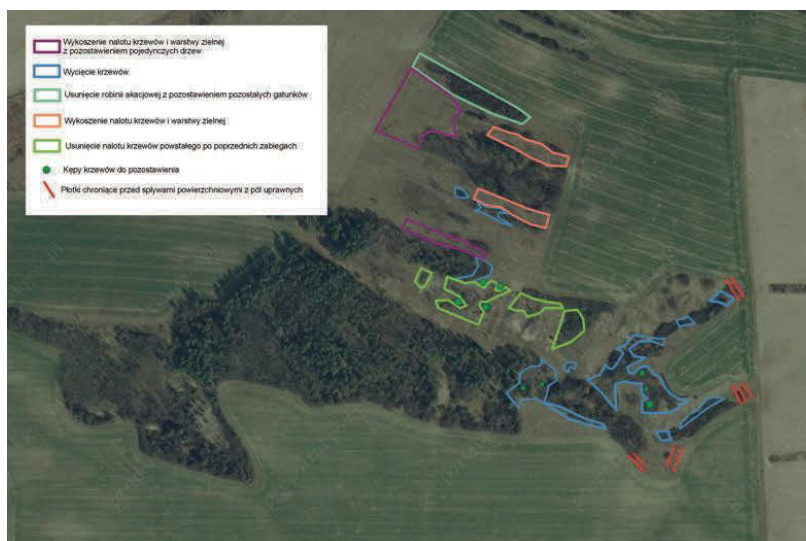 Wykoszenie nalotu krzewów i warstwy zielnej
z pozostawieniem pojedynczych drzew
Wycięcie krzewów
Usunięcie robinii akacjowej z pozostawieniem pozostałych gatunków
Wykoszenie nalotu krzewów i warstwy zielnej
Usunięcie nalotu krzewów powstałego po poprzednich zabiegach
Kępy krzewów do pozostawienia
Płotki chroniące przed spływami powierzchniowymi z pól uprawnych